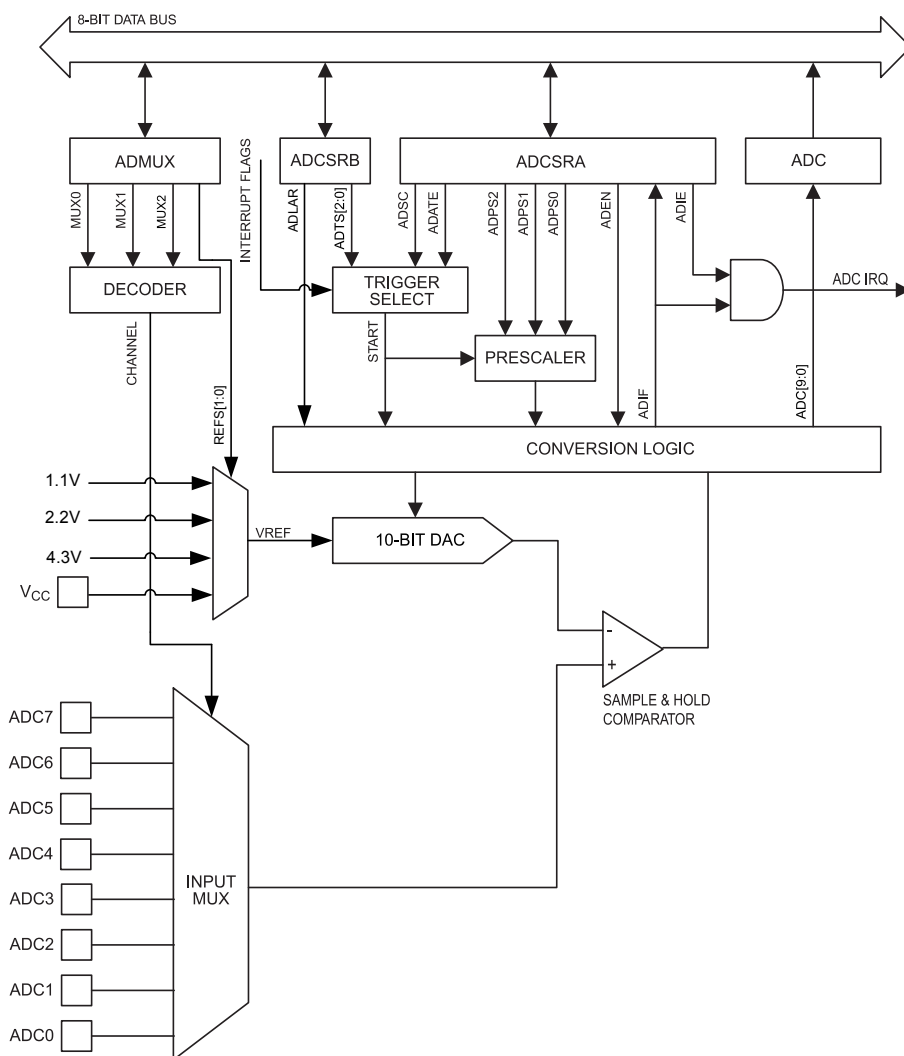 8-BIT DATA BUS
ADMUX
ADCSRB
ADCSRA
ADC
MUX0
MUX1
MUX2
INTERRUPT FLAGS
ADLAR
ADTS[2:0]
ADSC
ADATE
ADPS2
ADPS1
ADPS0
ADEN
ADIE
DECODER
TRIGGER
SELECT
ADC IRQ
CHANNEL
START
PRESCALER
REFS[1:0]
ADIF
ADC[9:0]
CONVERSION LOGIC
1.1V
2.2V
4.3V
VCC
VREF
10-BIT DAC
-
+
SAMPLE & HOLD
COMPARATOR
ADC7
ADC6
ADC5
ADC4
ADC3
ADC2
ADC1
ADC0
INPUT
MUX